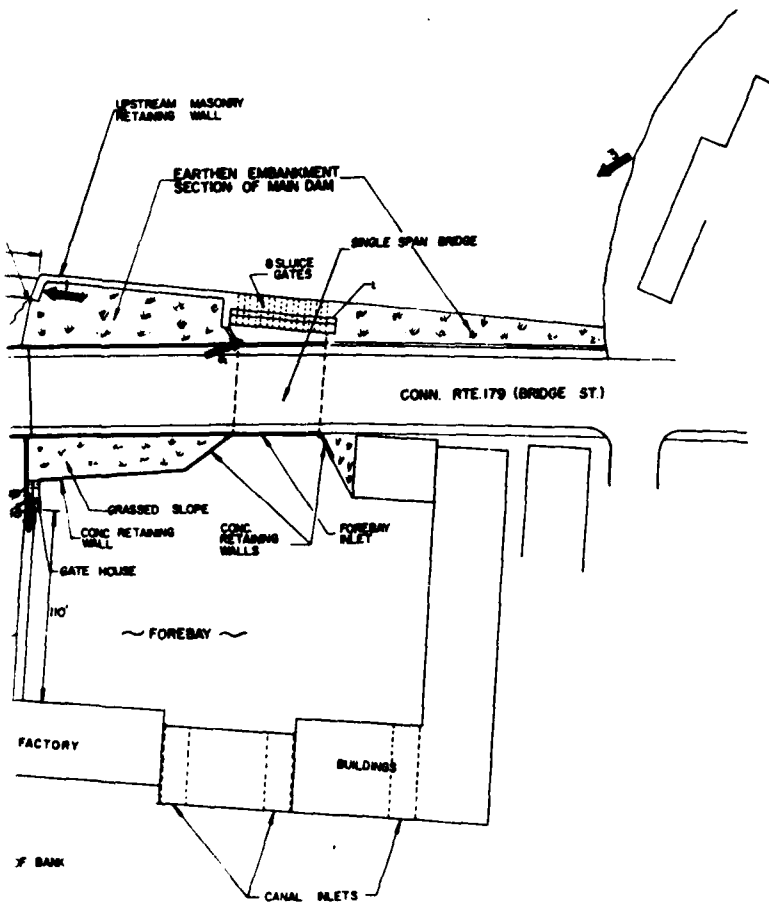 UPSTREAM MASONRY
RETAINING WALL
EARTHEN EMBANKMENT
SECTION OF MAIN DAM
3
SINGLE SPAN BRIDGE
8 SLUICE
GATES
CONN. RTE. 179 (BRIDGE ST.)
GRASSED SLOPE
CONC RETAINING
WALL
CONC.
RETAINING
WALLS
FOREBAY
INLET
GATE HOUSE
110'
~ FOREBAY ~
FACTORY
BUILDINGS
BANK
CANAL INLETS